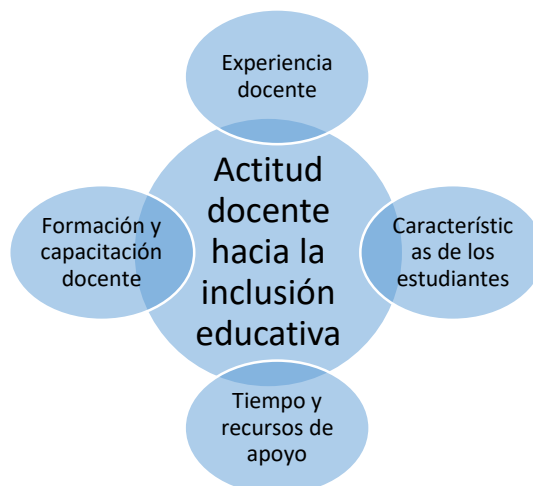 Experiencia
docente
Actitud
docente
hacia la
inclusión
educativa
Formación y
capacitación
docente
Característic
as de los
estudiantes
Tiempo y
recursos de
apoyo